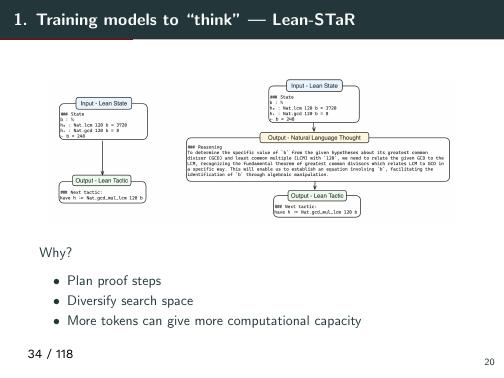 1. Training models to “think” — Lean-STaR
Input - Lean State
### State
b : ℕ
h₀ : Nat.lcm 120 b = 3720
h₁ : Nat.gcd 120 b = 8
⊢ b = 248
Output - Lean Tactic
### Next tactic:
have h := Nat.gcd_mul_lcm 120 b
Input - Lean State
### State
b : ℕ
h₀ : Nat.lcm 120 b = 3720
h₁ : Nat.gcd 120 b = 8
⊢ b = 248
Output - Natural Language Thought
### Reasoning
To determine the specific value of `b` from the given hypotheses about its greatest common
divisor (GCD) and least common multiple (LCM) with `120`, we need to relate the given GCD to the
LCM, recognizing the fundamental theorem of greatest common divisors which relates LCM to GCD in
a specific way. This will enable us to establish an equation involving `b`, facilitating the
identification of `b` through algebraic manipulation.
Output - Lean Tactic
### Next tactic:
have h := Nat.gcd_mul_lcm 120 b
Why?
• Plan proof steps
• Diversify search space
• More tokens can give more computational capacity
34 / 118
20